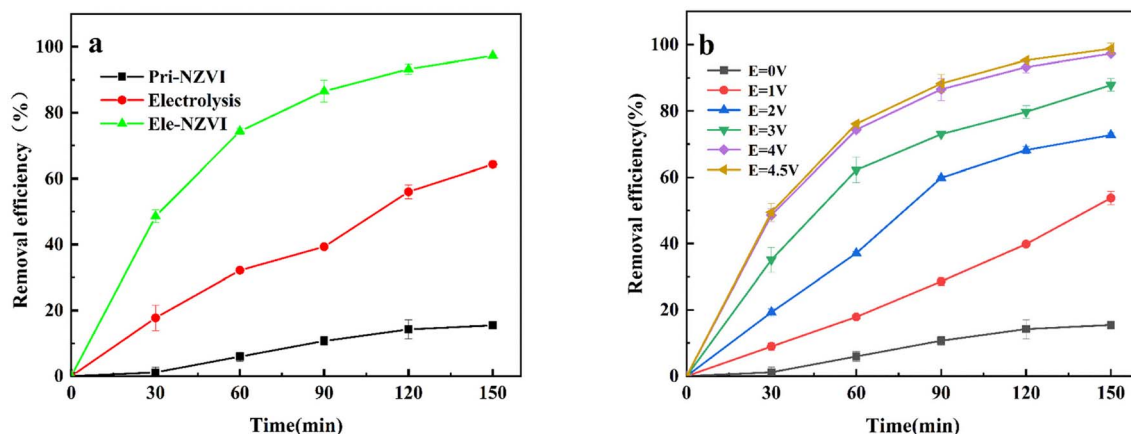 a
Pri-NZVI
Electrolysis
Ele-NZVI
Removal efficiency（%）
100
80
60
40
20
0
0 30 60 90 120 150
Time(min)
b
E=0V
E=1V
E=2V
E=3V
E=4V
E=4.5V
Removal efficiency(%)
100
80
60
40
20
0
0 30 60 90 120 150
Time(min)